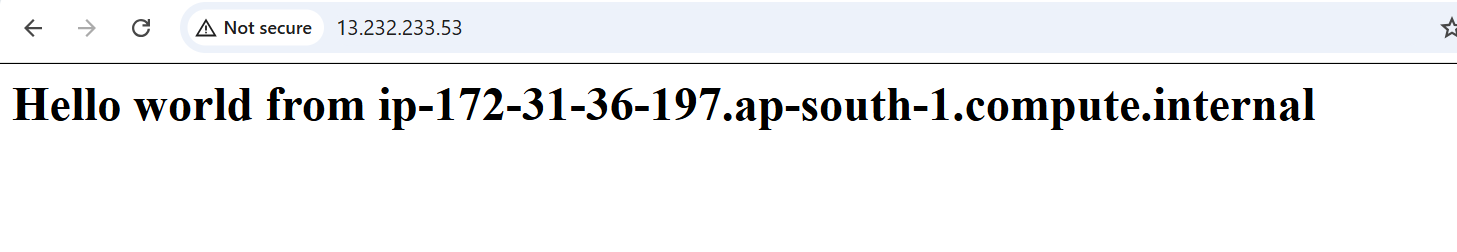 Not secure 13.232.233.53
Hello world from ip-172-31-36-197.ap-south-1.compute.internal